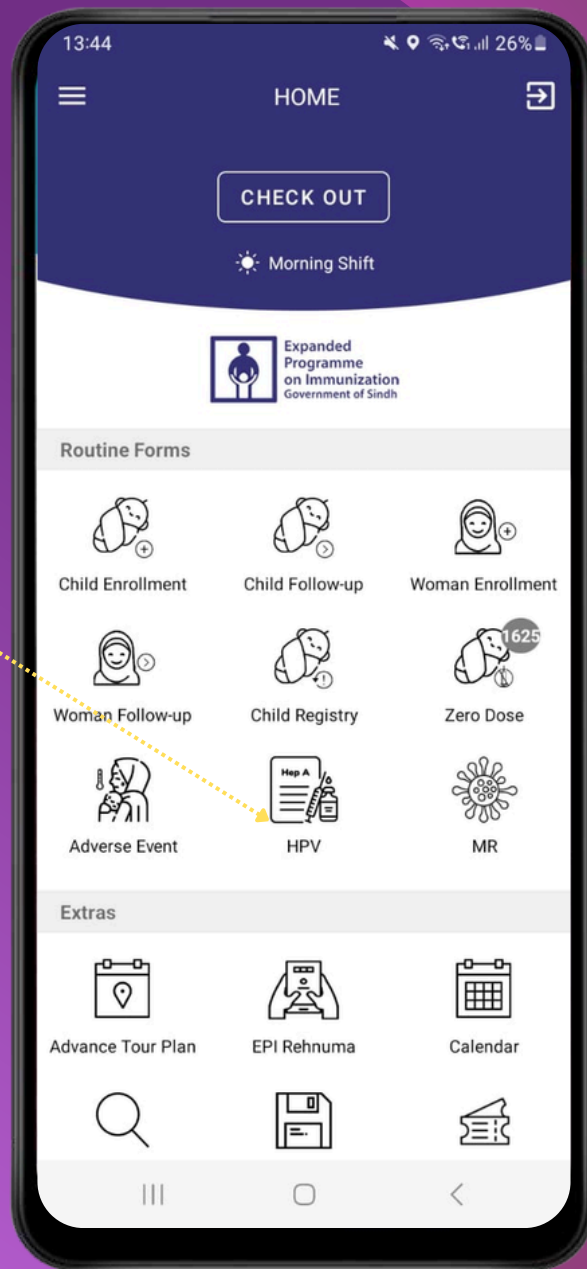 13:44
26%
HOME
CHECK OUT
Morning Shift
Expanded
Programme
on Immunization
Government of Sindh
Routine Forms
Child Enrollment
Child Follow-up
Woman Enrollment
1625
Woman Follow-up
Child Registry
Zero Dose
Hep A
Adverse Event
HPV
MR
Extras
Advance Tour Plan
EPI Rehnuma
Calendar